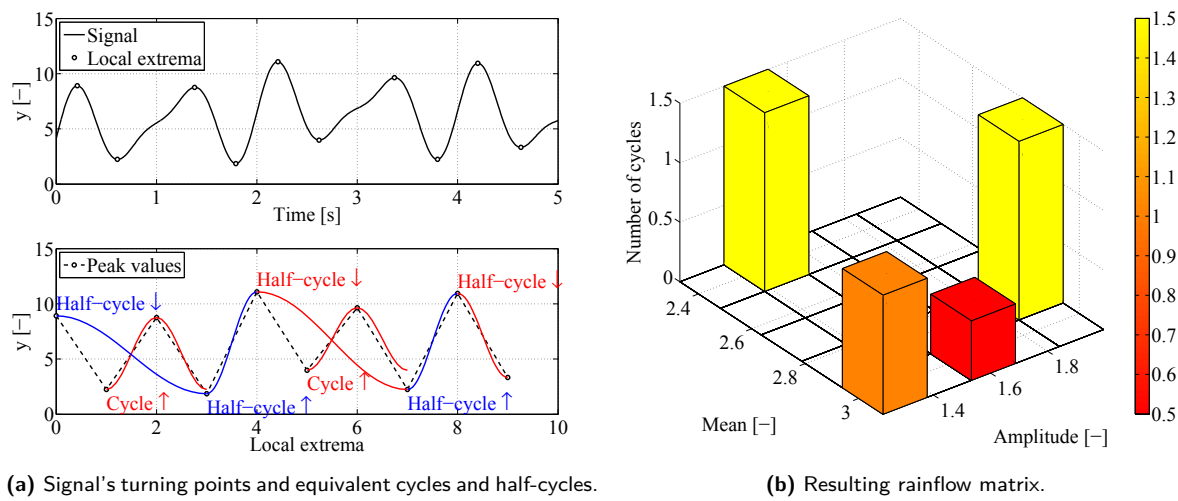 15
10
5
0
y [−]
Signal
Local extrema
0 1 2 3 4 5
Time [s]
15
10
5
0
y [−]
Peak values
Half−cycle ↓
Half−cycle ↓
Half−cycle ↓
Cycle ↑
Half−cycle ↑
Cycle ↑
Half−cycle ↑
0 2 4 6 8 10
Local extrema
(a) Signal's turning points and equivalent cycles and half-cycles.
1.5
1
0.5
0
Number of cycles
2.4
2.6
2.8
3
Mean [−]
1.4
1.6
1.8
Amplitude [−]
1.5
1.4
1.3
1.2
1.1
1
0.9
0.8
0.7
0.6
0.5
(b) Resulting rainflow matrix.